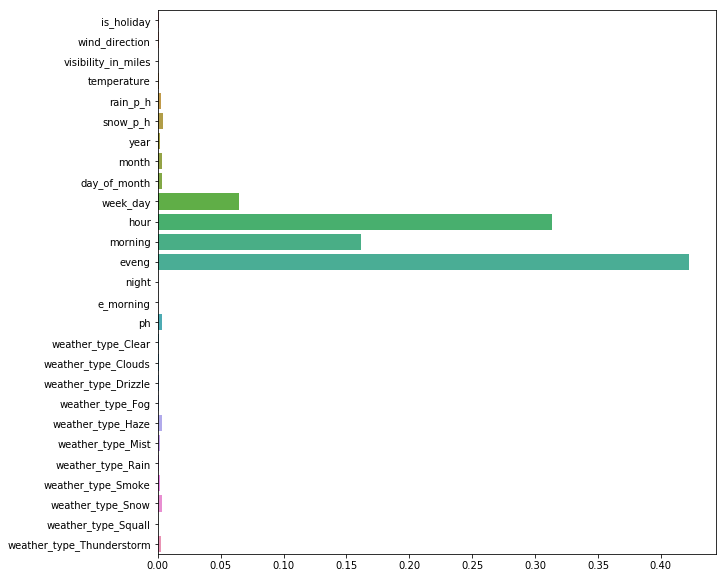 is_holiday
wind_direction
visibility_in_miles
temperature
rain_p_h
snow_p_h
year
month
day_of_month
week_day
hour
morning
eveng
night
e_morning
ph
weather_type_Clear
weather_type_Clouds
weather_type_Drizzle
weather_type_Fog
weather_type_Haze
weather_type_Mist
weather_type_Rain
weather_type_Smoke
weather_type_Snow
weather_type_Squall
weather_type_Thunderstorm
0.00 0.05 0.10 0.15 0.20 0.25 0.30 0.35 0.40